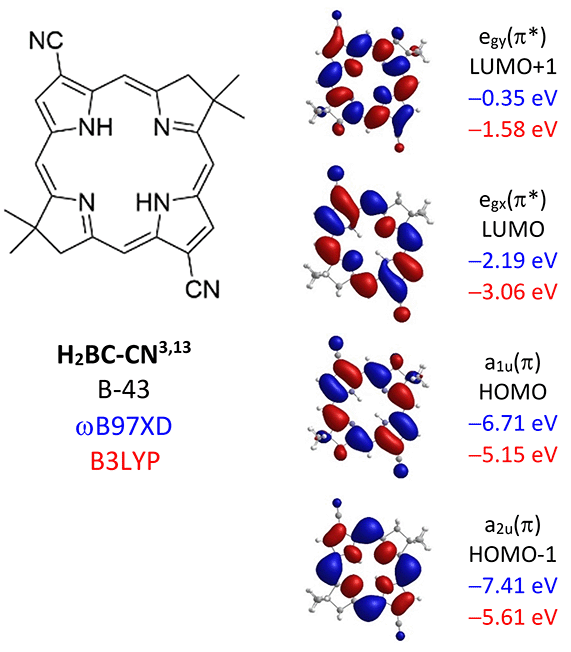 NC
NH
N
N
HN
CN
H₂BC-CN³,¹³
B-43
ωB97XD
B3LYP
e_gy(π*)
LUMO+1
−0.35 eV
−1.58 eV
e_gx(π*)
LUMO
−2.19 eV
−3.06 eV
a₁ᵤ(π)
HOMO
−6.71 eV
−5.15 eV
a₂ᵤ(π)
HOMO-1
−7.41 eV
−5.61 eV